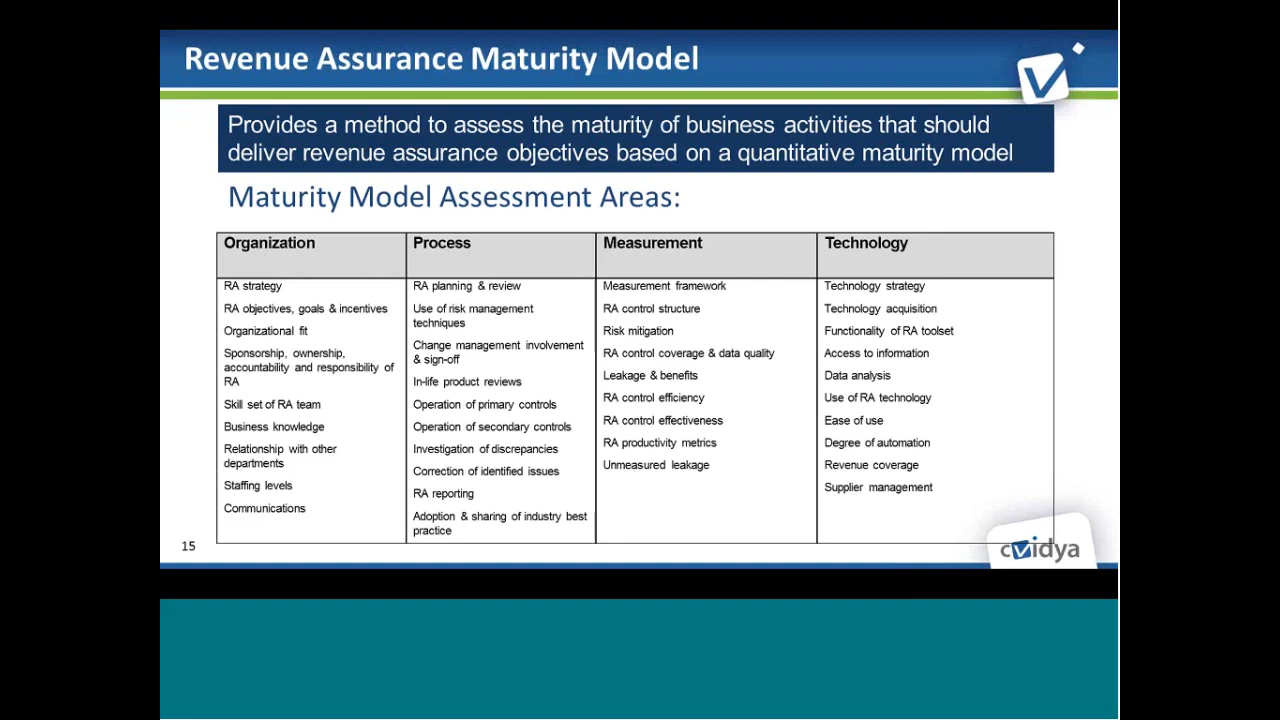 Revenue Assurance Maturity Model
Provides a method to assess the maturity of business activities that should
deliver revenue assurance objectives based on a quantitative maturity model
Maturity Model Assessment Areas:
Organization
RA strategy
RA objectives, goals & incentives
Organizational fit
Sponsorship, ownership,
accountability and responsibility of
RA
Skill set of RA team
Business knowledge
Relationship with other
departments
Staffing levels
Communications
Process
RA planning & review
Use of risk management
techniques
Change management involvement
& sign-off
In-life product reviews
Operation of primary controls
Operation of secondary controls
Investigation of discrepancies
Correction of identified issues
RA reporting
Adoption & sharing of industry best
practice
Measurement
Measurement framework
RA control structure
Risk mitigation
RA control coverage & data quality
Leakage & benefits
RA control efficiency
RA control effectiveness
RA productivity metrics
Unmeasured leakage
Technology
Technology strategy
Technology acquisition
Functionality of RA toolset
Access to information
Data analysis
Use of RA technology
Ease of use
Degree of automation
Revenue coverage
Supplier management
15
cvidya